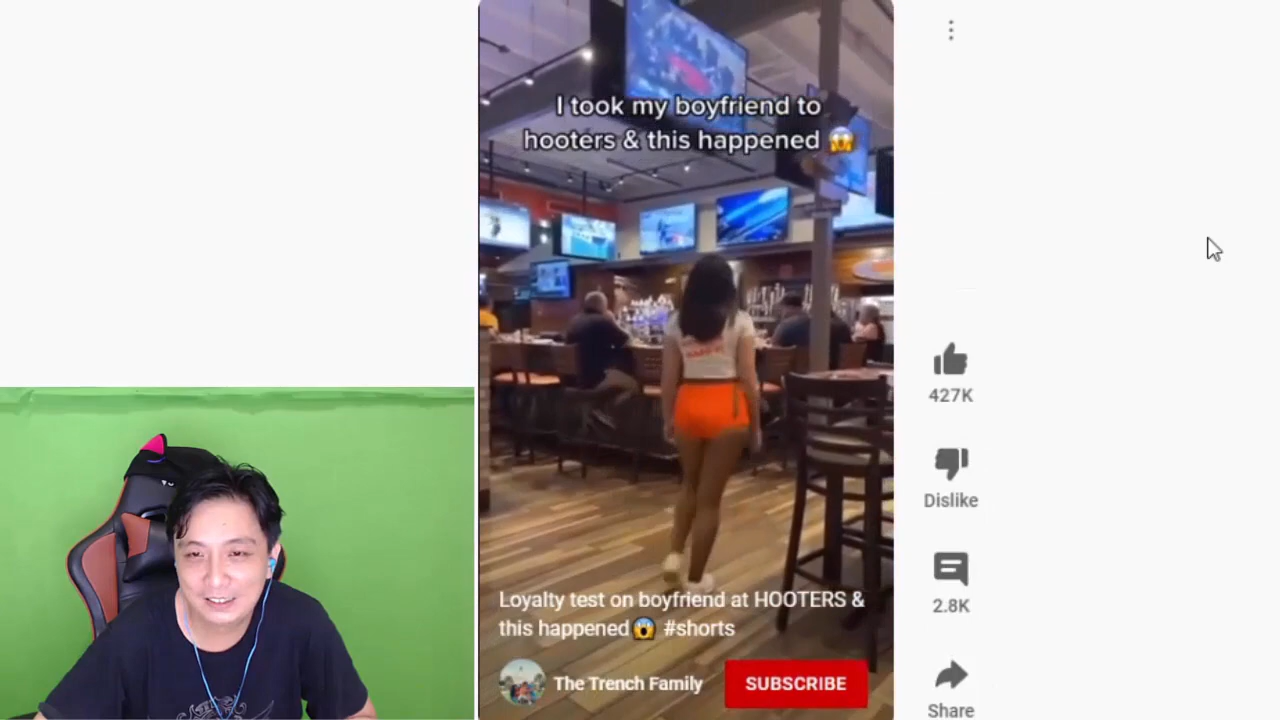 I took my boyfriend to
hooters & this happened 😱
427K
Dislike
2.8K
Loyalty test on boyfriend at HOOTERS &
this happened😱 #shorts
The Trench Family
SUBSCRIBE
Share